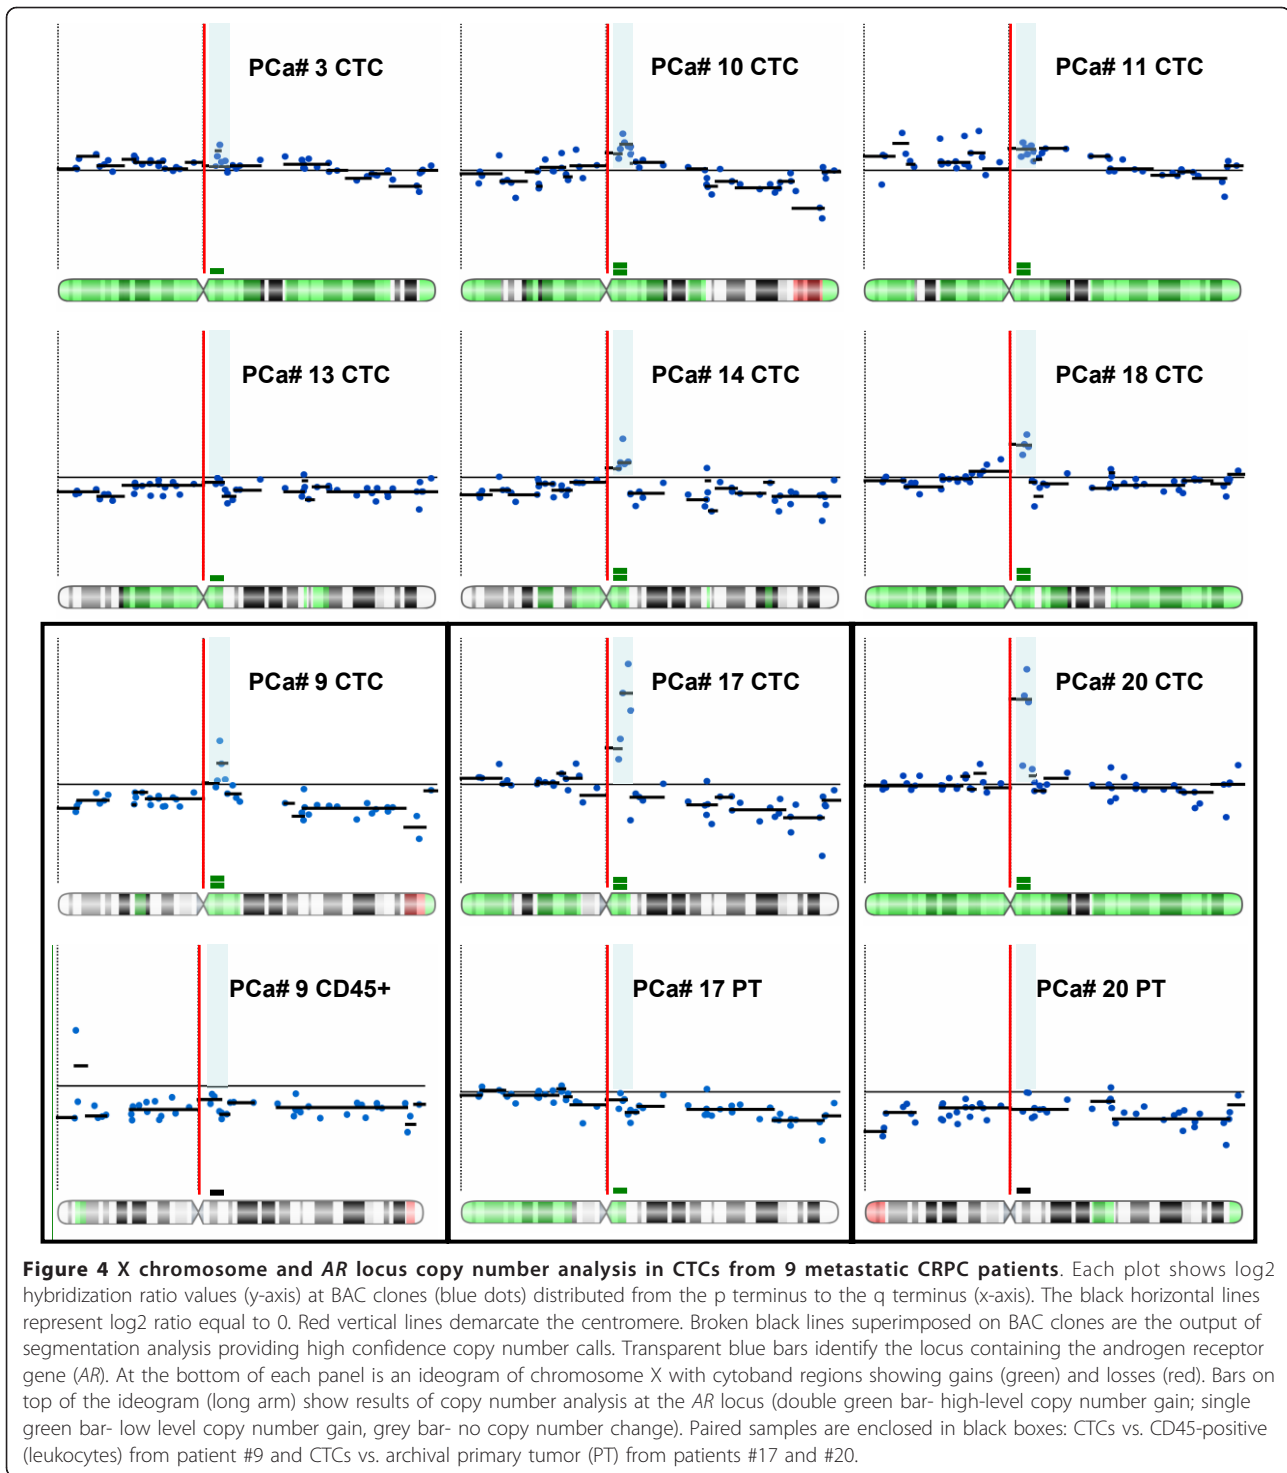 PCa# 3 CTC
PCa# 10 CTC
PCa# 11 CTC
PCa# 13 CTC
PCa# 14 CTC
PCa# 18 CTC
PCa# 9 CTC
PCa# 17 CTC
PCa# 20 CTC
PCa# 9 CD45+
PCa# 17 PT
PCa# 20 PT
Figure 4 X chromosome and AR locus copy number analysis in CTCs from 9 metastatic CRPC patients. Each plot shows log2
hybridization ratio values (y-axis) at BAC clones (blue dots) distributed from the p terminus to the q terminus (x-axis). The black horizontal lines
represent log2 ratio equal to 0. Red vertical lines demarcate the centromere. Broken black lines superimposed on BAC clones are the output of
segmentation analysis providing high confidence copy number calls. Transparent blue bars identify the locus containing the androgen receptor
gene (AR). At the bottom of each panel is an ideogram of chromosome X with cytoband regions showing gains (green) and losses (red). Bars on
top of the ideogram (long arm) show results of copy number analysis at the AR locus (double green bar- high-level copy number gain; single
green bar- low level copy number gain, grey bar- no copy number change). Paired samples are enclosed in black boxes: CTCs vs. CD45-positive
(leukocytes) from patient #9 and CTCs vs. archival primary tumor (PT) from patients #17 and #20.